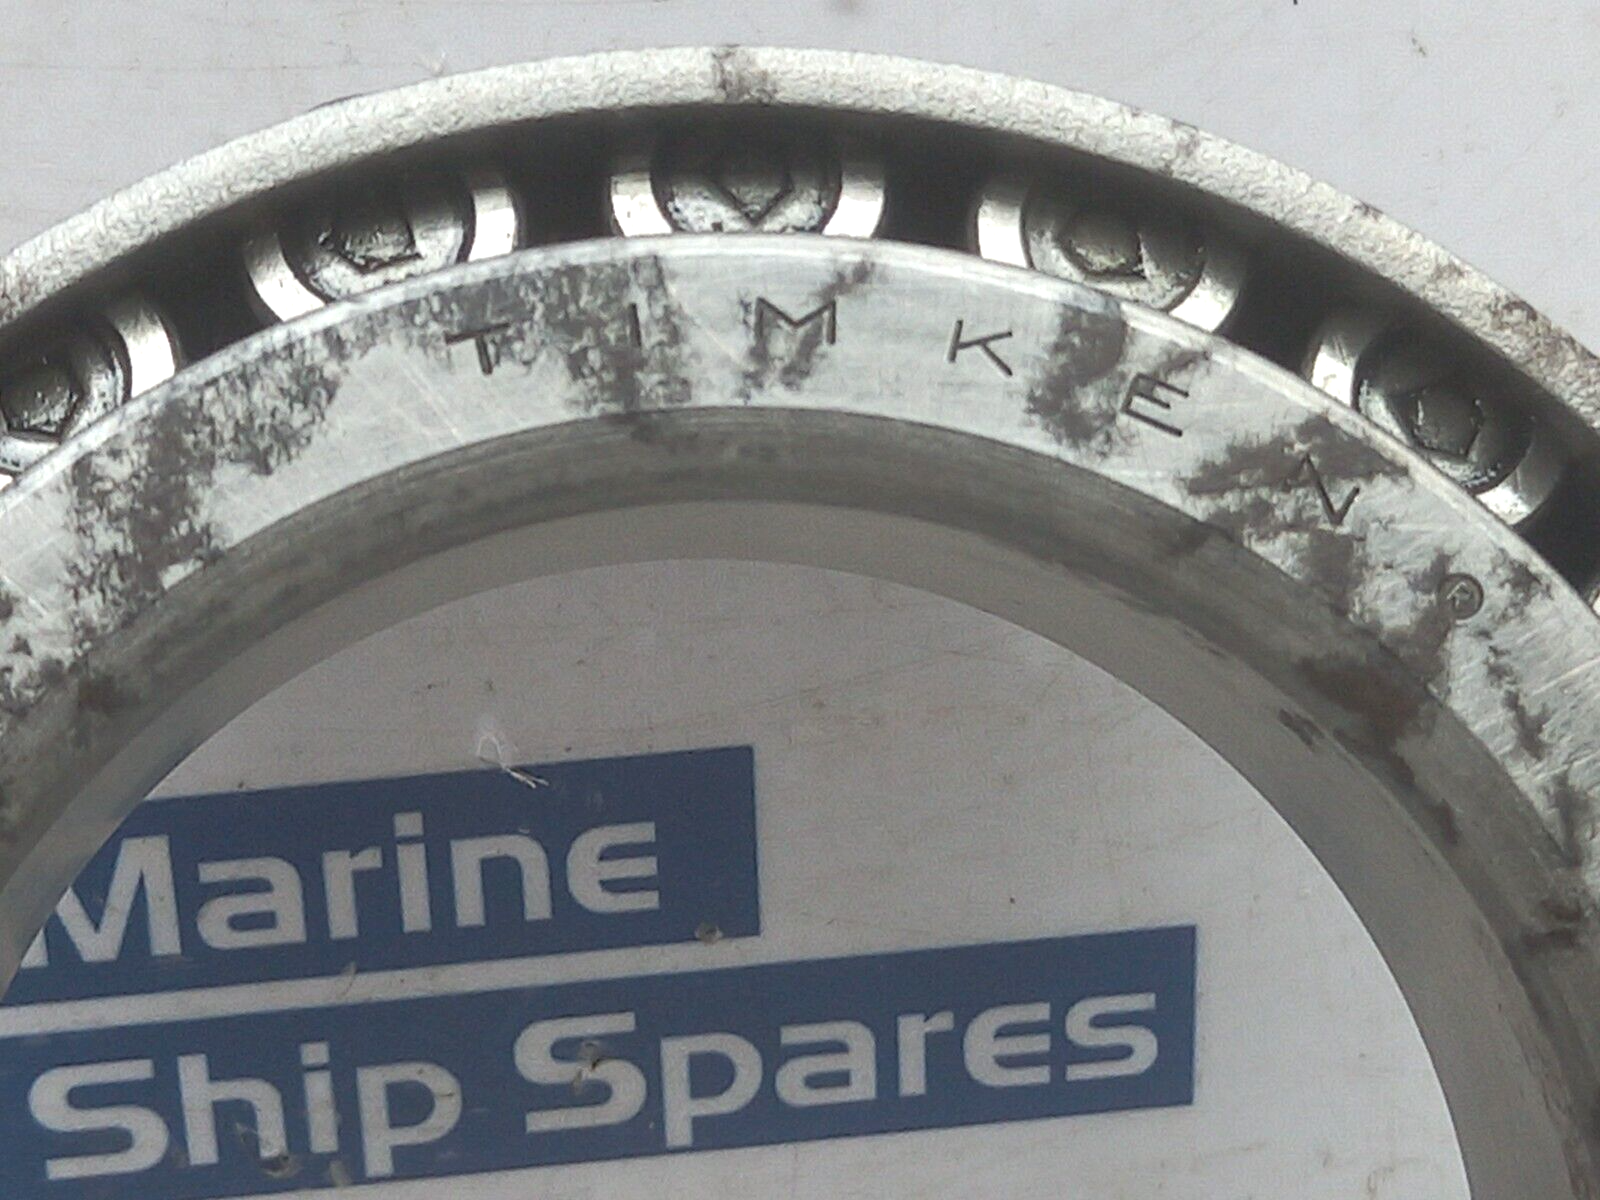 TIMKEN ®
Marine
Ship Spares